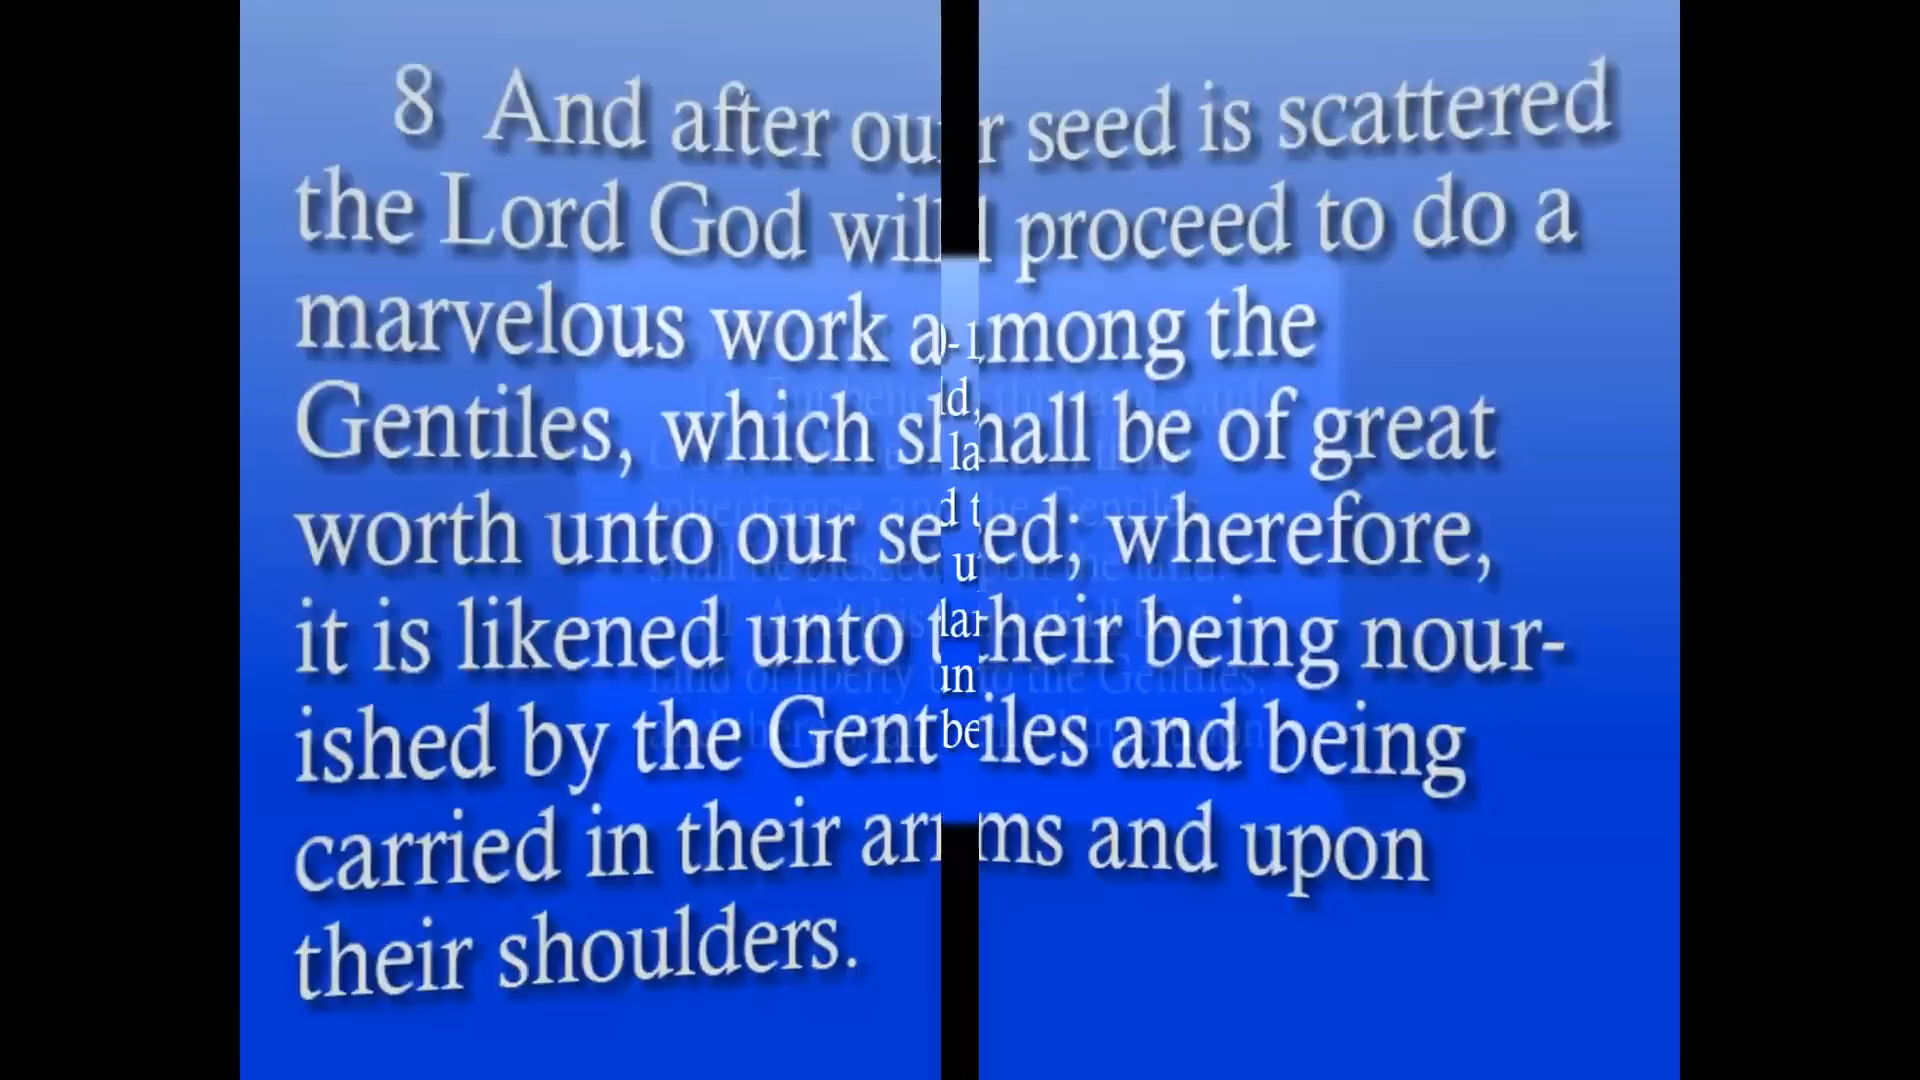 8 And after our seed is scattered
the Lord God will proceed to do a
marvelous work among the
Gentiles, which shall be of great
worth unto our seed; wherefore,
it is likened unto their being nour-
ished by the Gentiles and being
carried in their arms and upon
their shoulders.